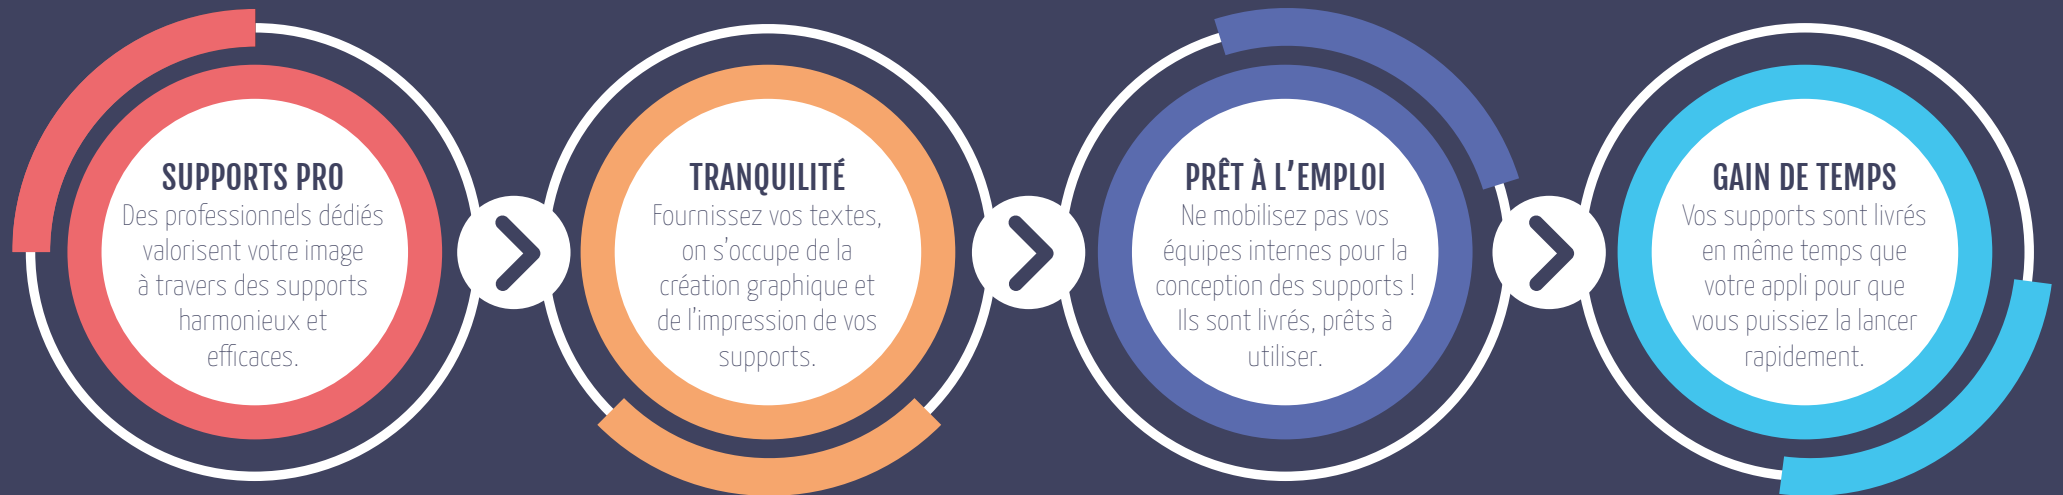 SUPPORTS PRO
Des professionnels dédiés
valorisent votre image
à travers des supports
harmonieux et
efficaces.
TRANQUILITÉ
Fournissez vos textes,
on s’occupe de la
création graphique et
de l’impression de vos
supports.
PRÊT À L’EMPLOI
Ne mobilisez pas vos
équipes internes pour la
conception des supports !
Ils sont livrés, prêts à
utiliser.
GAIN DE TEMPS
Vos supports sont livrés
en même temps que
votre appli pour que
vous puissiez la lancer
rapidement.